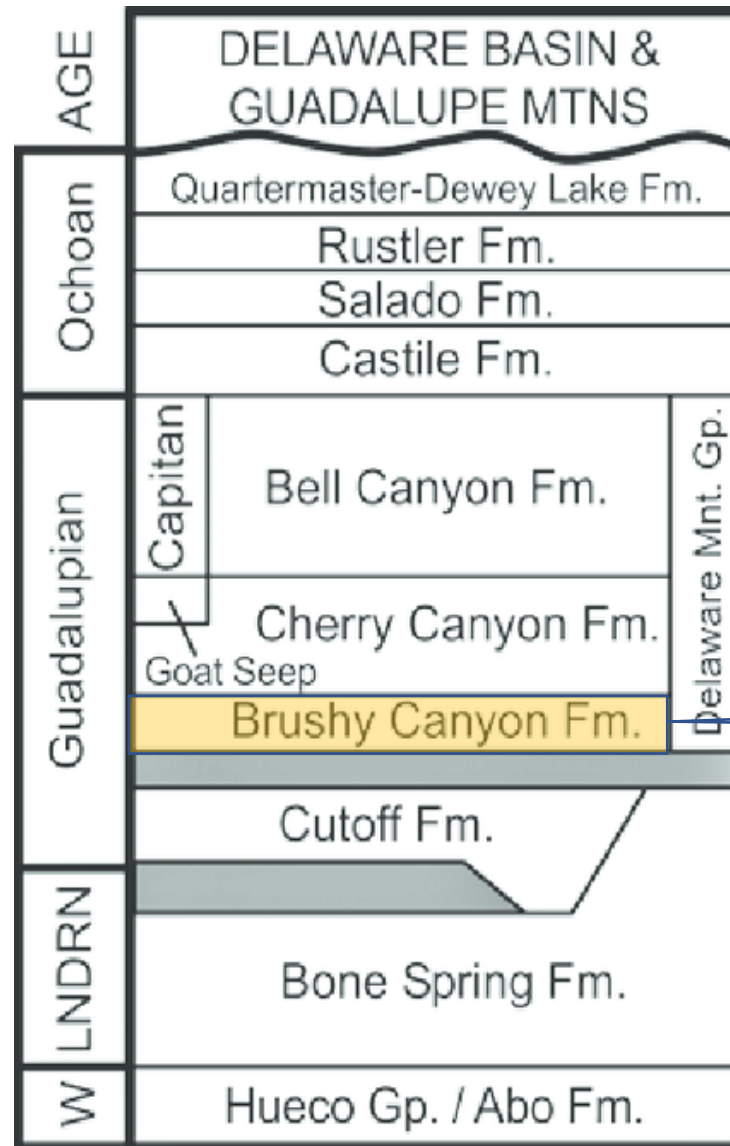 AGE
DELAWARE BASIN &
GUADALUPE MTNS
Ochoan
Quartermaster-Dewey Lake Fm.
Rustler Fm.
Salado Fm.
Castile Fm.
Guadalupian
Capitan
Bell Canyon Fm.
Delaware Mnt. Gp.
Cherry Canyon Fm.
Goat Seep
Brushy Canyon Fm.
Cutoff Fm.
LNDRN
Bone Spring Fm.
W
Hueco Gp. / Abo Fm.